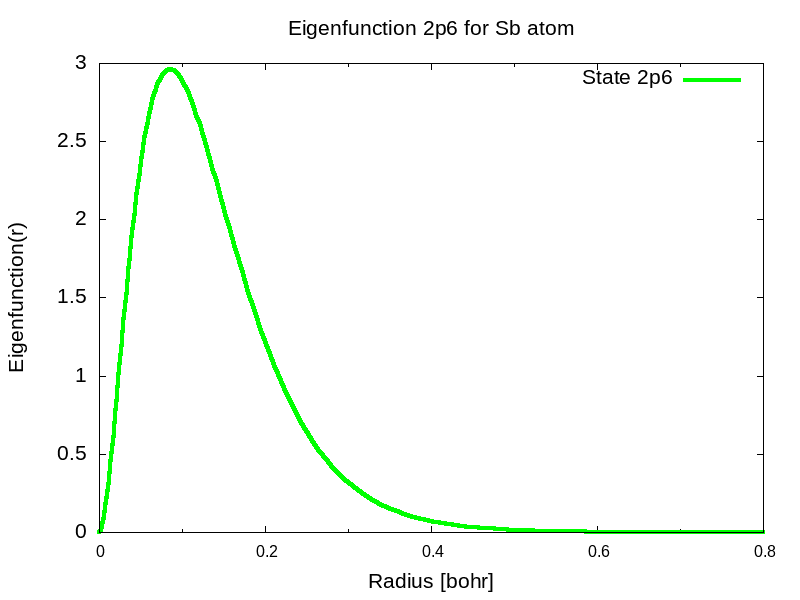 Eigenfunction 2p6 for Sb atom
State 2p6
3
2.5
2
1.5
1
0.5
0
Eigenfunction(r)
0 0.2 0.4 0.6 0.8
Radius [bohr]